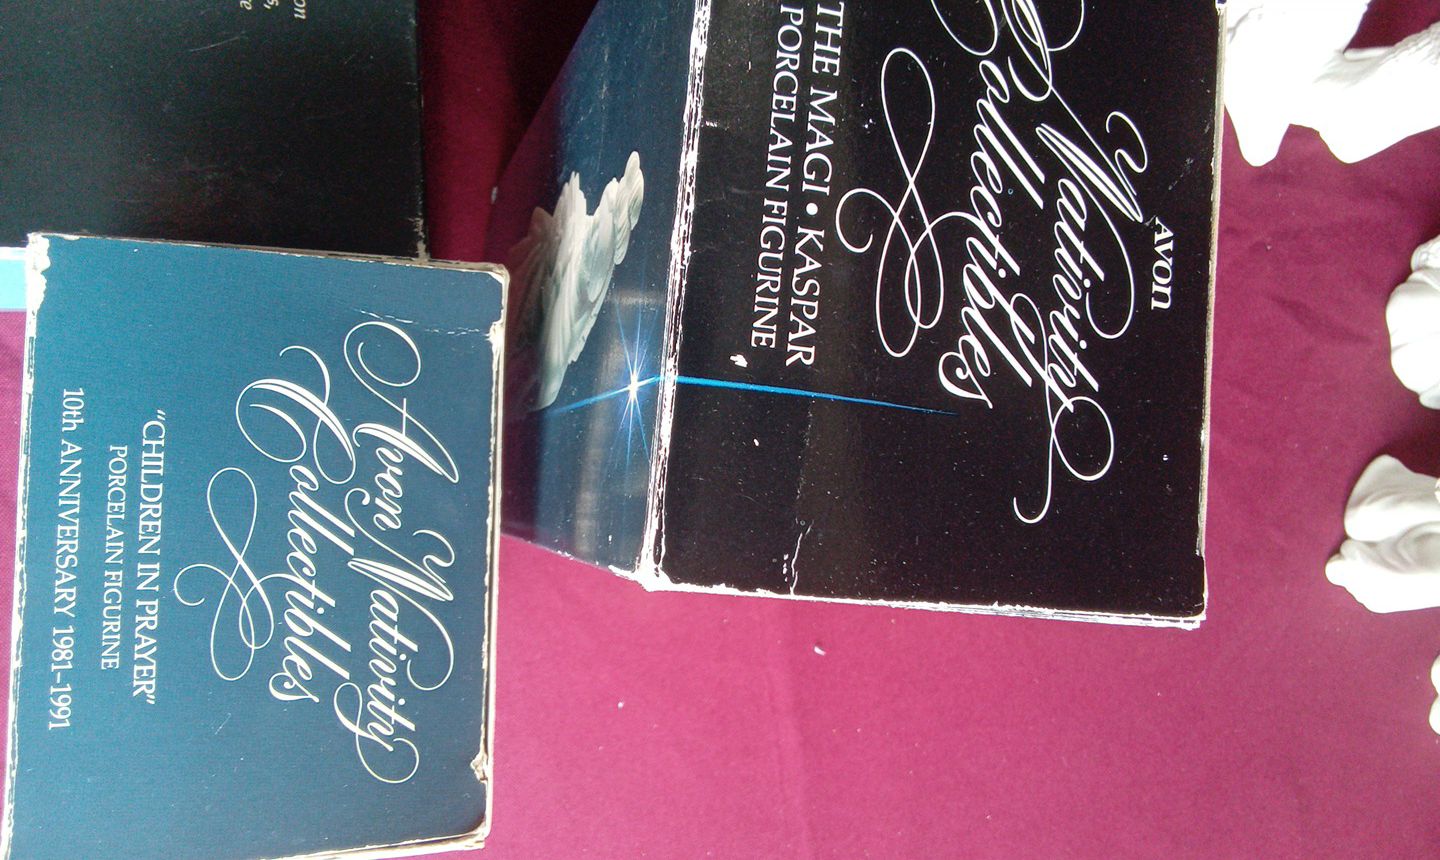 Avon
Nativity
Collectibles
THE MAGI • KASPAR
PORCELAIN FIGURINE
Avon Nativity
Collectibles
"CHILDREN IN PRAYER"
PORCELAIN FIGURINE
10th ANNIVERSARY 1981-1991